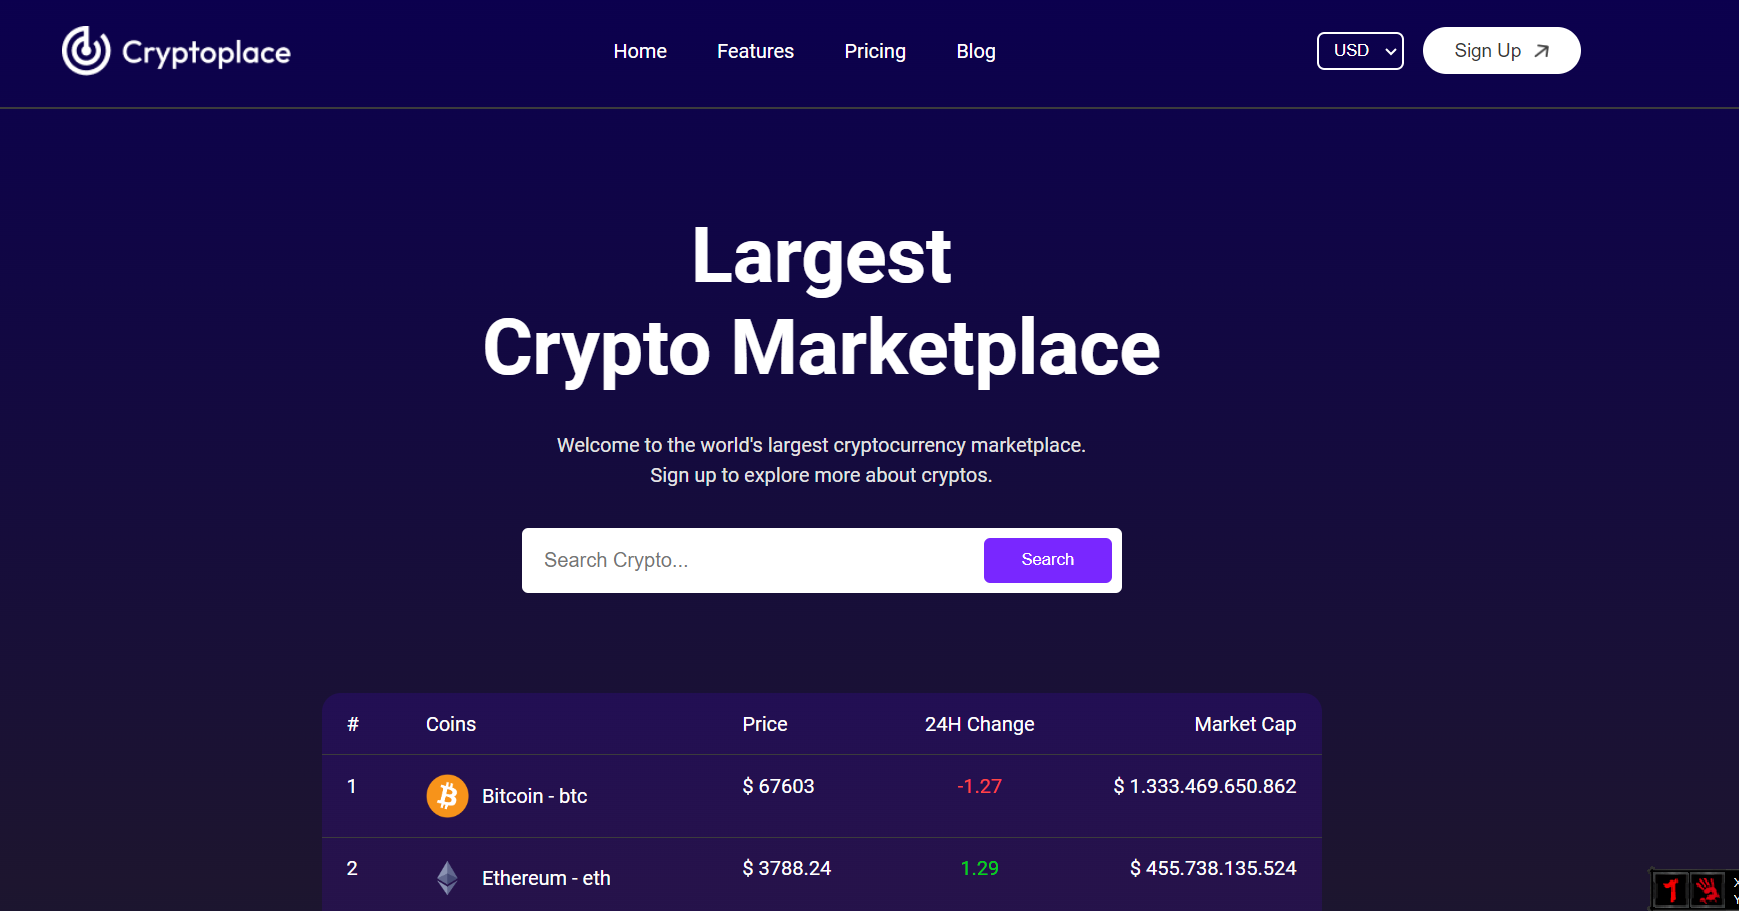 Cryptoplace
Home Features Pricing Blog
USD
Sign Up
Largest
Crypto Marketplace
Welcome to the world's largest cryptocurrency marketplace.
Sign up to explore more about cryptos.
Search Crypto...
Search
# Coins Price 24H Change Market Cap
1 Bitcoin - btc $ 67603 -1.27 $ 1.333.469.650.862
2 Ethereum - eth $ 3788.24 1.29 $ 455.738.135.524